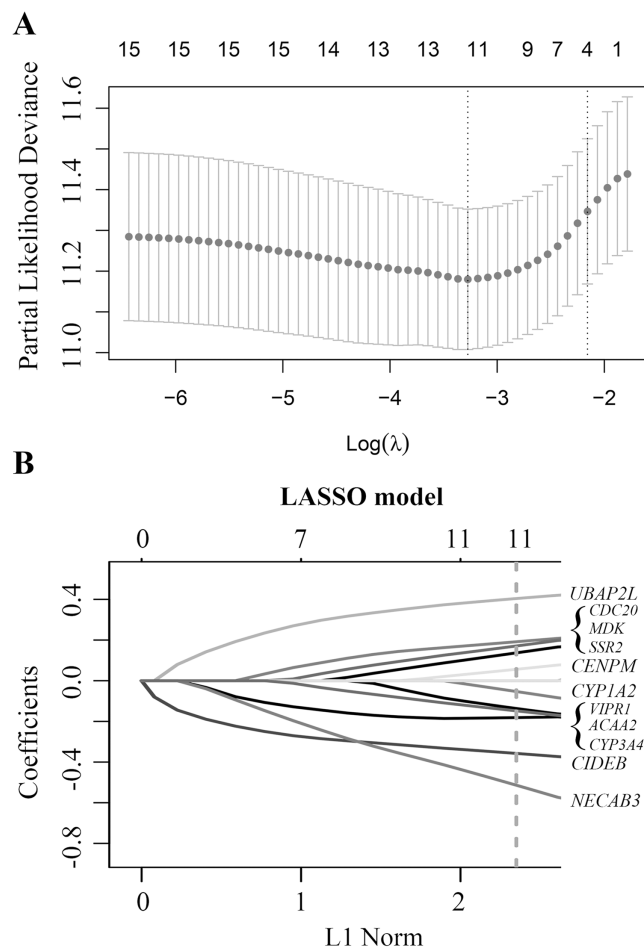 A
15 15 15 15 14 13 13 11 9 7 4 1
Partial Likelihood Deviance
11.6
11.4
11.2
11.0
−6 −5 −4 −3 −2
Log(λ)
B
LASSO model
0 7 11 11
Coefficients
0.4
0.0
-0.4
-0.8
UBAP2L
CDC20
MDK
SSR2
CENPM
CYP1A2
VIPR1
ACAA2
CYP3A4
CIDEB
NECAB3
0 1 2
L1 Norm